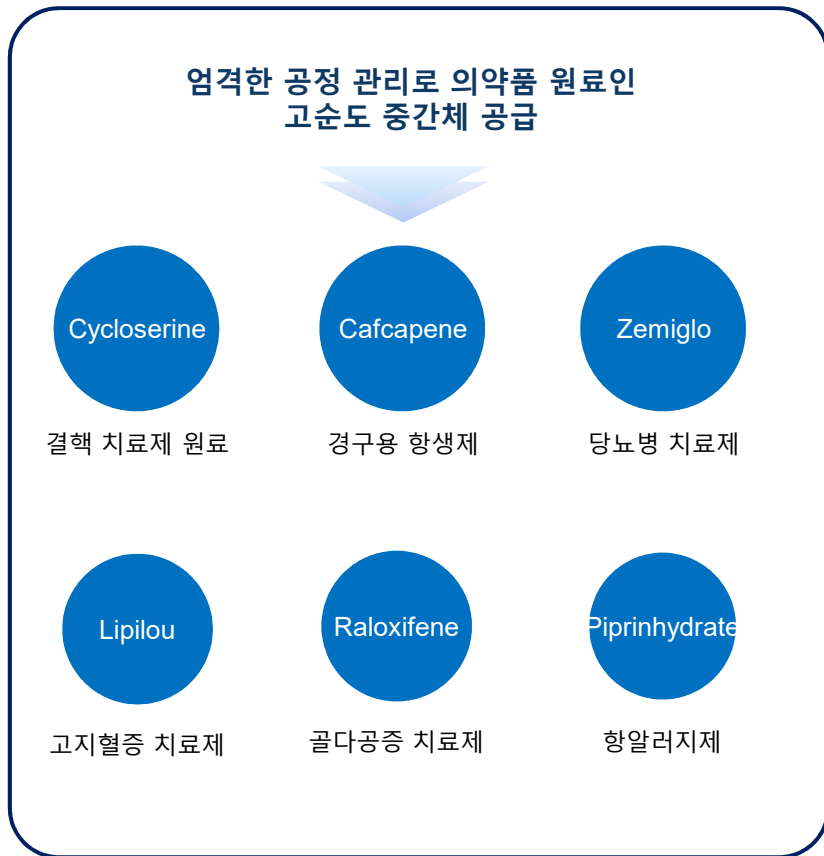 엄격한 공정 관리로 의약품 원료인
고순도 중간체 공급
Cycloserine
Cafcapene
Zemiglo
결핵 치료제 원료
경구용 항생제
당뇨병 치료제
Lipilou
Raloxifene
Piprinhydrate
고지혈증 치료제
골다공증 치료제
항알러지제